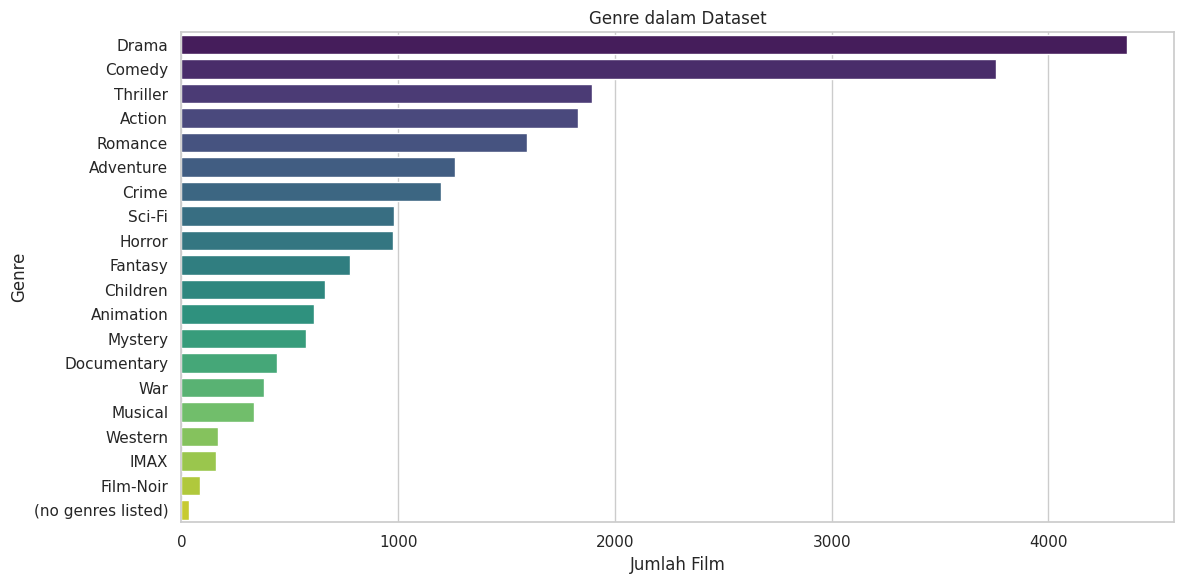 Genre dalam Dataset
Genre
Drama
Comedy
Thriller
Action
Romance
Adventure
Crime
Sci-Fi
Horror
Fantasy
Children
Animation
Mystery
Documentary
War
Musical
Western
IMAX
Film-Noir
(no genres listed)
0 1000 2000 3000 4000
Jumlah Film